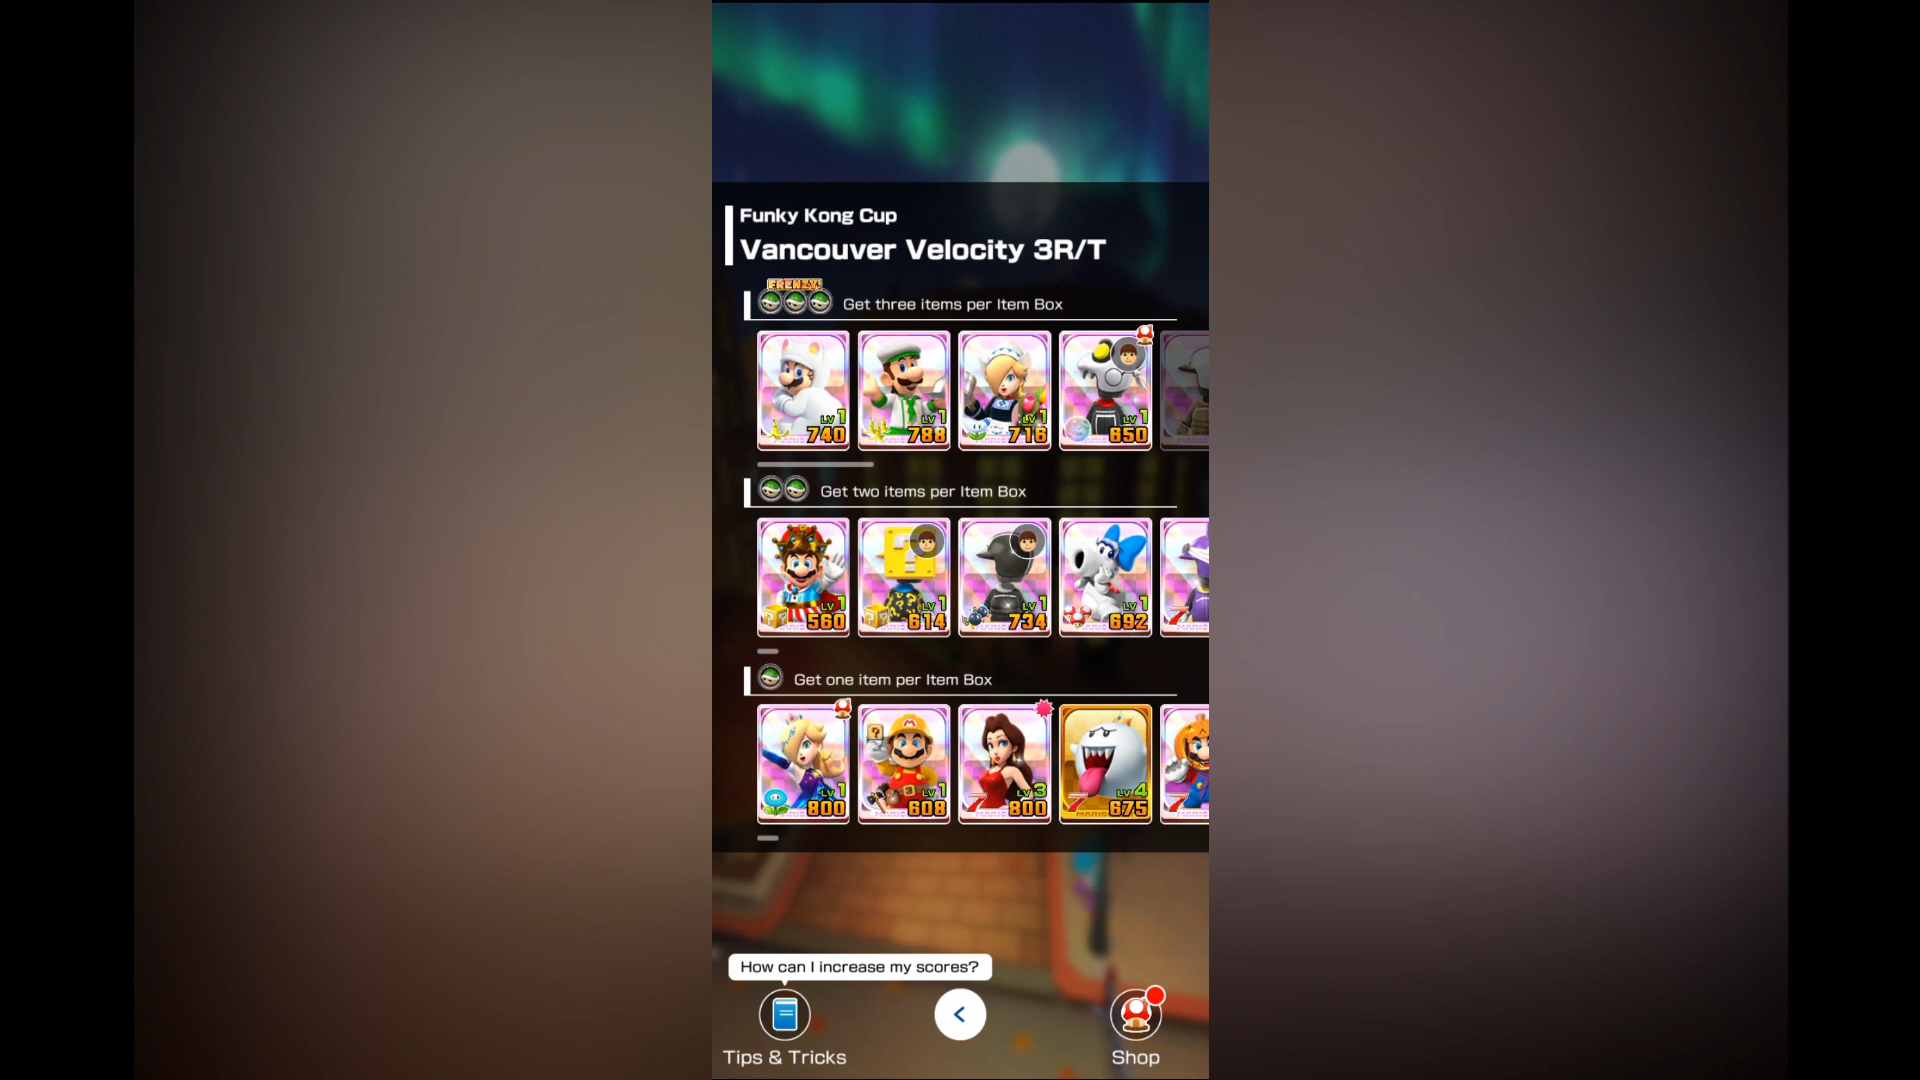 Funky Kong Cup
Vancouver Velocity 3R/T
FRENZY!
Get three items per Item Box
LV 1 LV 1 LV 1 LV 1
740 788 716 650
Get two items per Item Box
LV 1 LV 1 LV 1 LV 1
560 614 734 692
Get one item per Item Box
LV 1 LV 1 LV 3 LV 4
800 608 800 675
How can I increase my scores?
Tips & Tricks
Shop